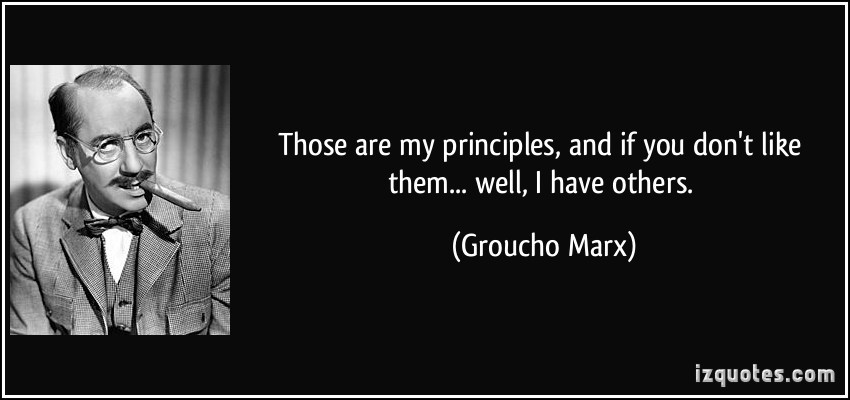 Those are my principles, and if you don't like
them... well, I have others.
(Groucho Marx)
izquotes.com